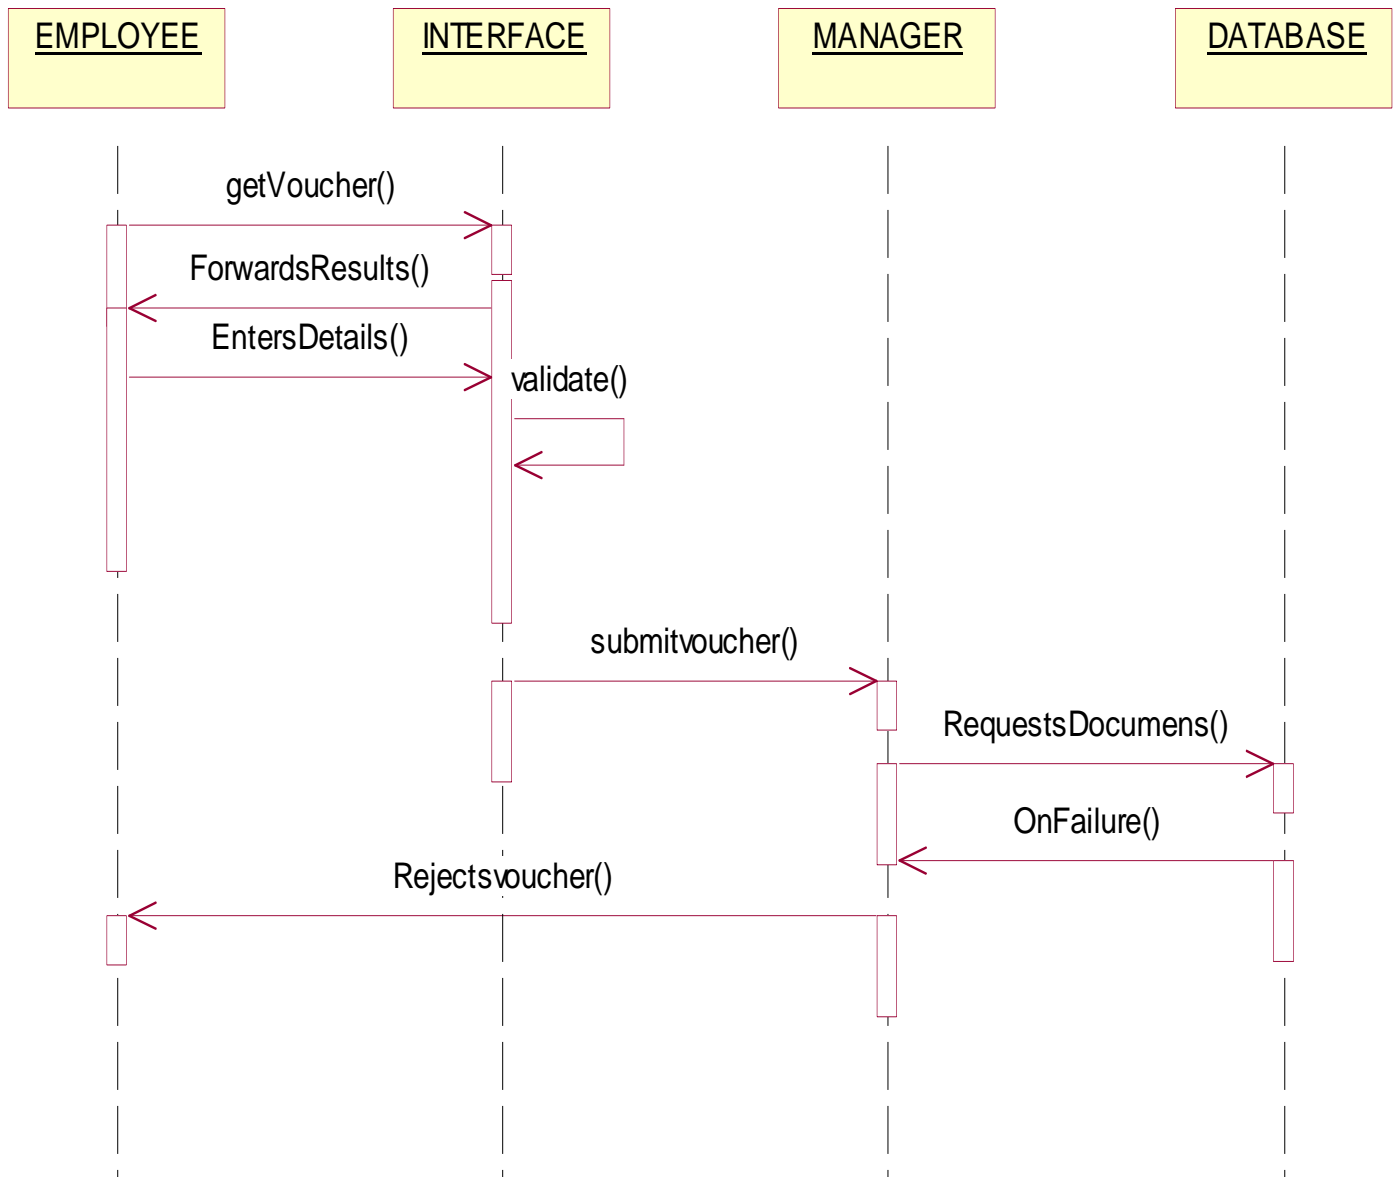 EMPLOYEE
INTERFACE
MANAGER
DATABASE
getVoucher()
ForwardsResults()
EntersDetails()
validate()
submitvoucher()
RequestsDocumens()
OnFailure()
Rejectsvoucher()